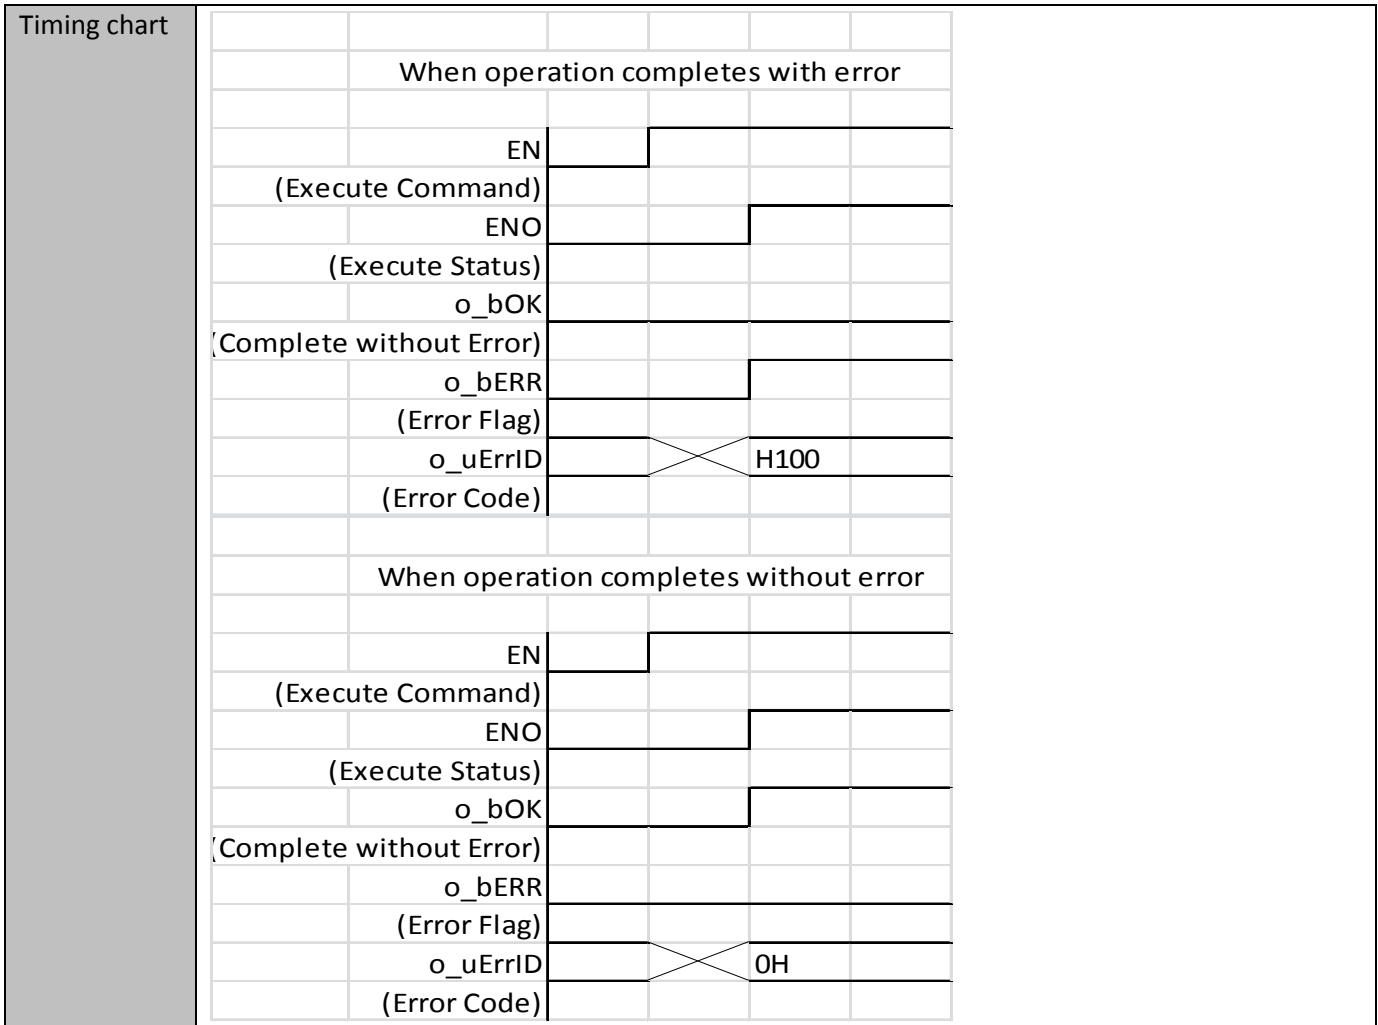 Timing chart
When operation completes with error
EN
(Execute Command)
ENO
(Execute Status)
o_bOK
(Complete without Error)
o_bERR
(Error Flag)
o_uErrID
H100
(Error Code)
When operation completes without error
EN
(Execute Command)
ENO
(Execute Status)
o_bOK
(Complete without Error)
o_bERR
(Error Flag)
o_uErrID
0H
(Error Code)